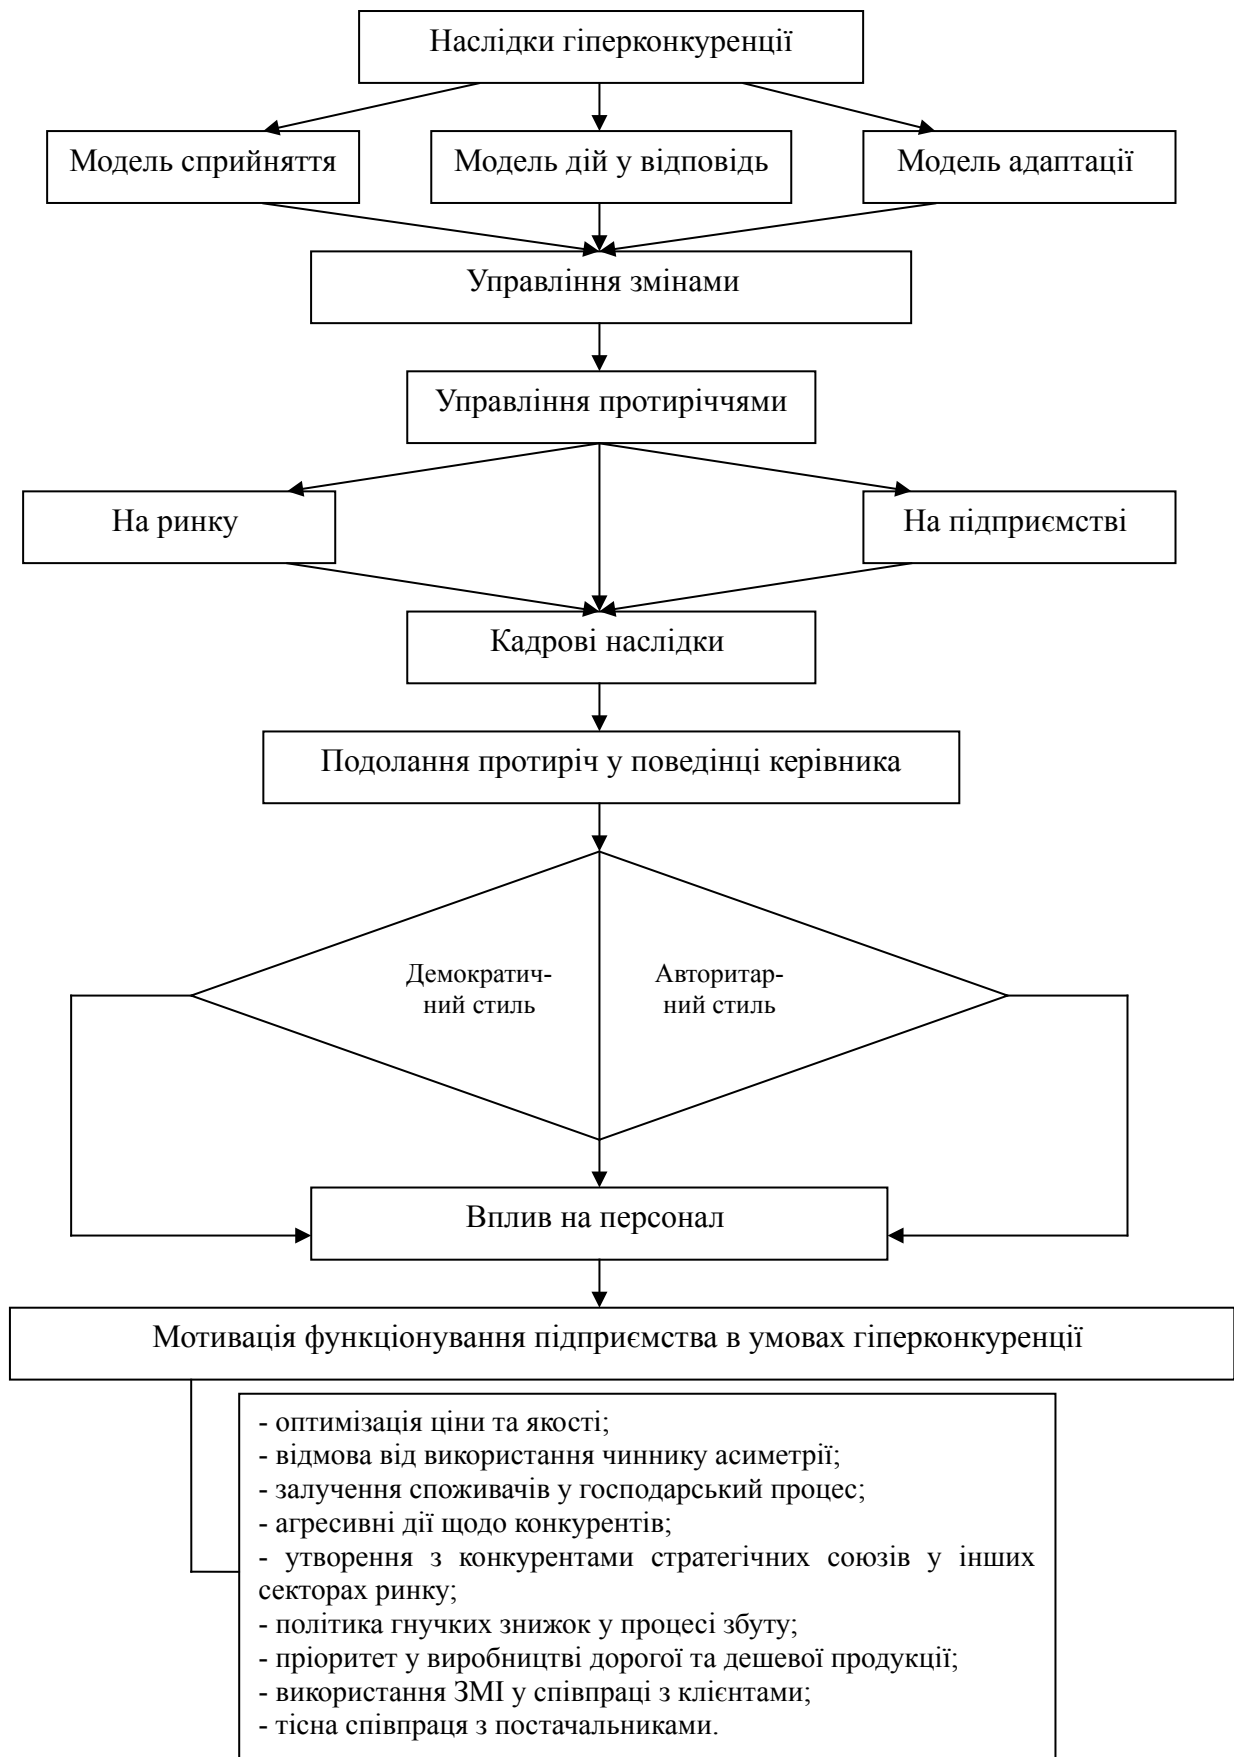 Наслідки гіперконкуренції
Модель сприйняття
Модель дій у відповідь
Модель адаптації
Управління змінами
Управління протиріччями
На ринку
На підприємстві
Кадрові наслідки
Подолання протиріч у поведінці керівника
Демократич-
ний стиль
Авторитар-
ний стиль
Вплив на персонал
Мотивація функціонування підприємства в умовах гіперконкуренції
- оптимізація ціни та якості;
- відмова від використання чиннику асиметрії;
- залучення споживачів у господарський процес;
- агресивні дії щодо конкурентів;
- утворення з конкурентами стратегічних союзів у інших
секторах ринку;
- політика гнучких знижок у процесі збуту;
- пріоритет у виробництві дорогої та дешевої продукції;
- використання ЗМІ у співпраці з клієнтами;
- тісна співпраця з постачальниками.